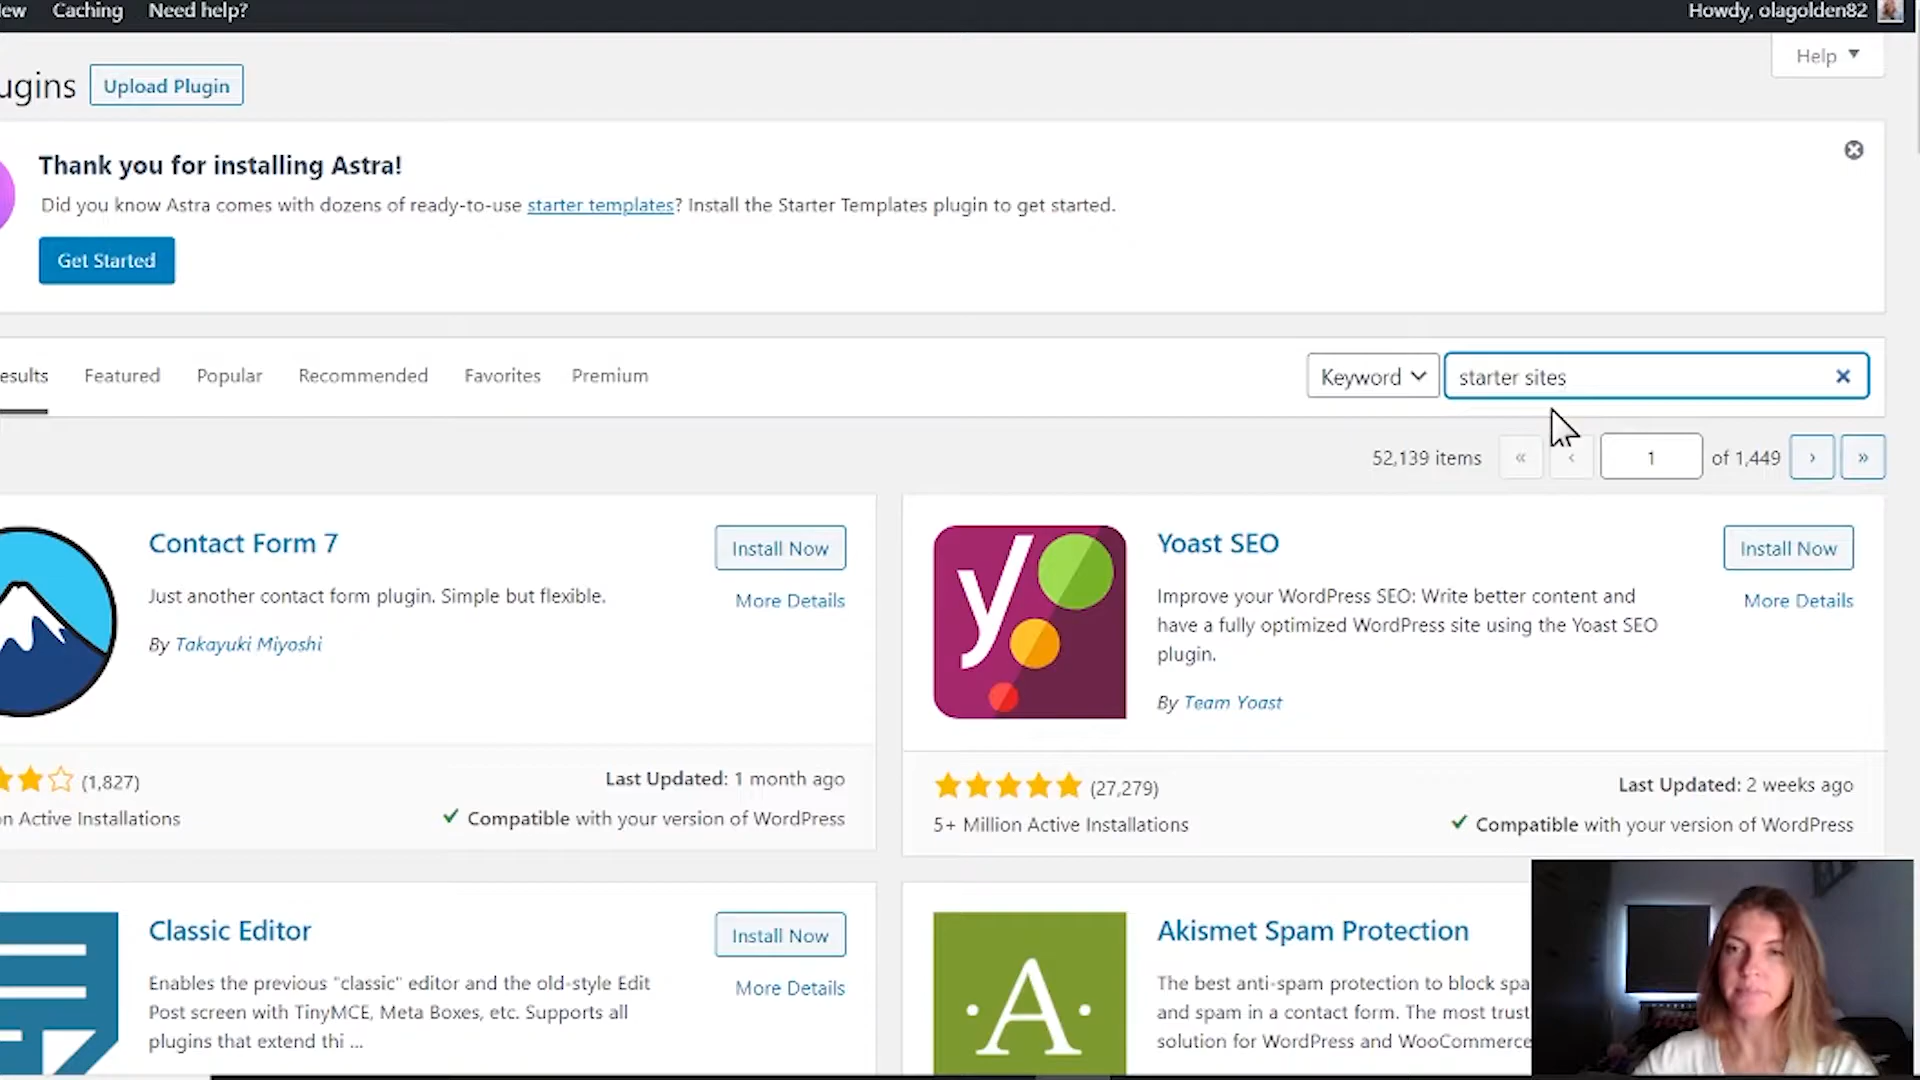 ew Caching Need help? Howdy, olagolden82
Help
ugins Upload Plugin
Thank you for installing Astra!
Did you know Astra comes with dozens of ready-to-use starter templates? Install the Starter Templates plugin to get started.
Get Started
esults Featured Popular Recommended Favorites Premium Keyword starter sites
52,139 items « ‹ 1 of 1,449 › »
Contact Form 7
Install Now
Just another contact form plugin. Simple but flexible.
More Details
By Takayuki Miyoshi
(1,827)
Last Updated: 1 month ago
n Active Installations
Compatible with your version of WordPress
Yoast SEO
Install Now
Improve your WordPress SEO: Write better content and
More Details
have a fully optimized WordPress site using the Yoast SEO
plugin.
By Team Yoast
(27,279)
Last Updated: 2 weeks ago
5+ Million Active Installations
Compatible with your version of WordPress
Classic Editor
Install Now
Enables the previous "classic" editor and the old-style Edit
More Details
Post screen with TinyMCE, Meta Boxes, etc. Supports all
plugins that extend thi ...
A
Akismet Spam Protection
The best anti-spam protection to block spa
and spam in a contact form. The most trust
solution for WordPress and WooCommerce